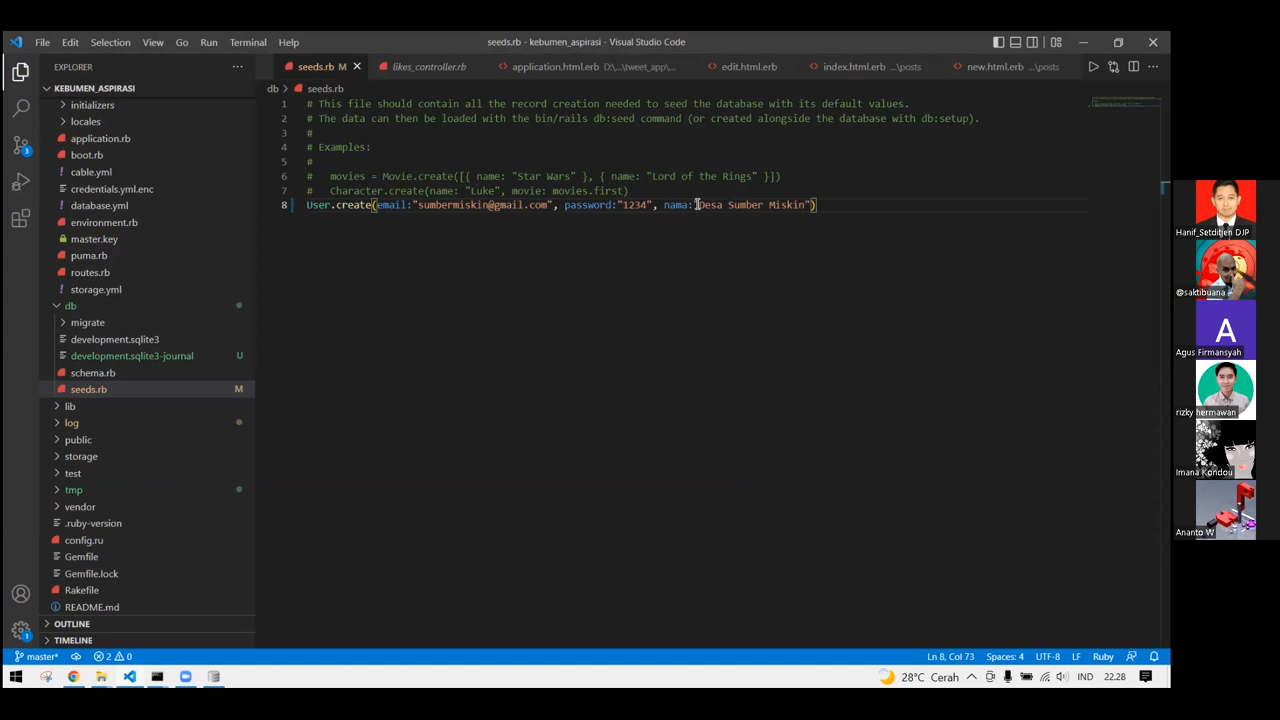 File Edit Selection View Go Run Terminal Help
seeds.rb - kebumen_aspirasi - Visual Studio Code
EXPLORER
seeds.rb M
likes_controller.rb
application.html.erb D:\...\tweet_app\...
edit.html.erb
index.html.erb ...\posts
new.html.erb ...\posts
KEBUMEN_ASPIRASI
db > seeds.rb
initializers
locales
application.rb
boot.rb
cable.yml
credentials.yml.enc
database.yml
environment.rb
master.key
puma.rb
routes.rb
storage.yml
db
migrate
development.sqlite3
development.sqlite3-journal U
schema.rb
seeds.rb M
lib
log
public
storage
test
tmp
vendor
.ruby-version
config.ru
Gemfile
Gemfile.lock
Rakefile
README.md
OUTLINE
TIMELINE
1 # This file should contain all the record creation needed to seed the database with its default values.
2 # The data can then be loaded with the bin/rails db:seed command (or created alongside the database with db:setup).
3 #
4 # Examples:
5 #
6 # movies = Movie.create([{ name: "Star Wars" }, { name: "Lord of the Rings" }])
7 # Character.create(name: "Luke", movie: movies.first)
8 User.create(email:"sumbermiskin@gmail.com", password:"1234", nama:"Desa Sumber Miskin")
Hanif_Setditjen DJP
@saktibuana
A
Agus Firmansyah
rizky hermawan
Imana Kondou
Ananto W
3
1
master* 2 0
Ln 8, Col 73 Spaces: 4 UTF-8 LF Ruby
28°C Cerah IND 22.28